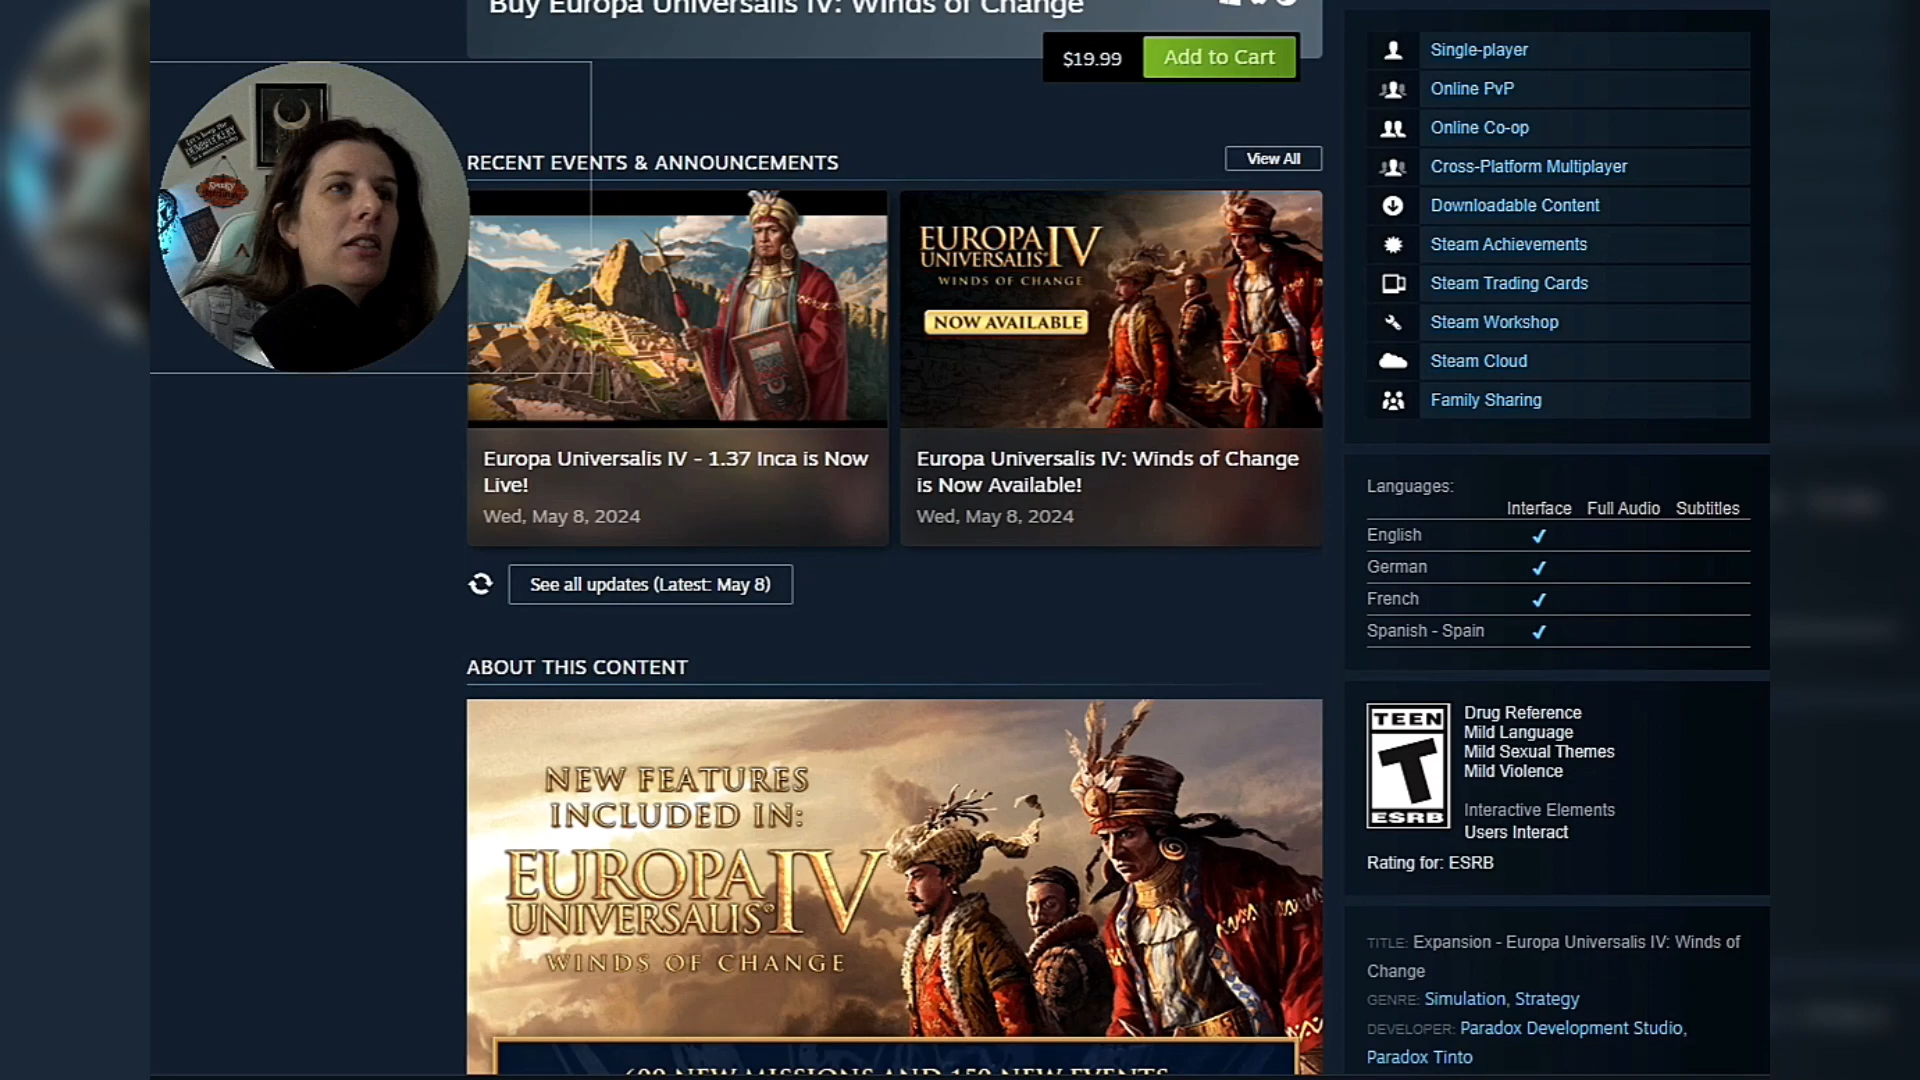 Buy Europa Universalis IV: Winds of Change
$19.99
Add to Cart
RECENT EVENTS & ANNOUNCEMENTS
View All
EUROPA
UNIVERSALIS IV
WINDS OF CHANGE
NOW AVAILABLE
Europa Universalis IV - 1.37 Inca is Now
Live!
Wed, May 8, 2024
Europa Universalis IV: Winds of Change
is Now Available!
Wed, May 8, 2024
See all updates (Latest: May 8)
ABOUT THIS CONTENT
NEW FEATURES
INCLUDED IN:
EUROPA
UNIVERSALIS IV
WINDS OF CHANGE
600 NEW MISSIONS AND 150 NEW EVENTS
Single-player
Online PvP
Online Co-op
Cross-Platform Multiplayer
Downloadable Content
Steam Achievements
Steam Trading Cards
Steam Workshop
Steam Cloud
Family Sharing
Languages:
Interface Full Audio Subtitles
English
German
French
Spanish - Spain
TEEN
T
ESRB
Drug Reference
Mild Language
Mild Sexual Themes
Mild Violence
Interactive Elements
Users Interact
Rating for: ESRB
TITLE: Expansion - Europa Universalis IV: Winds of
Change
GENRE: Simulation, Strategy
DEVELOPER: Paradox Development Studio,
Paradox Tinto